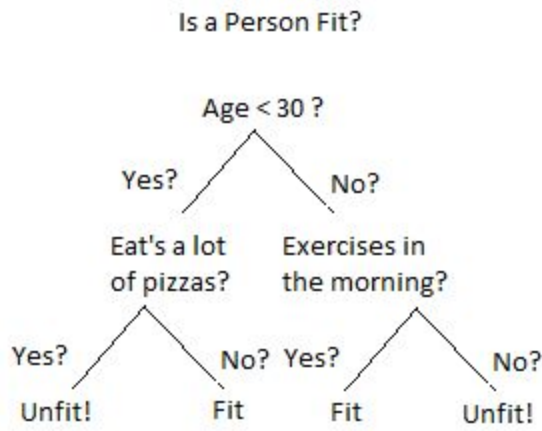 Is a Person Fit?
Age < 30 ?
Yes?
No?
Eat's a lot
of pizzas?
Exercises in
the morning?
Yes?
No?
Yes?
No?
Unfit!
Fit
Fit
Unfit!